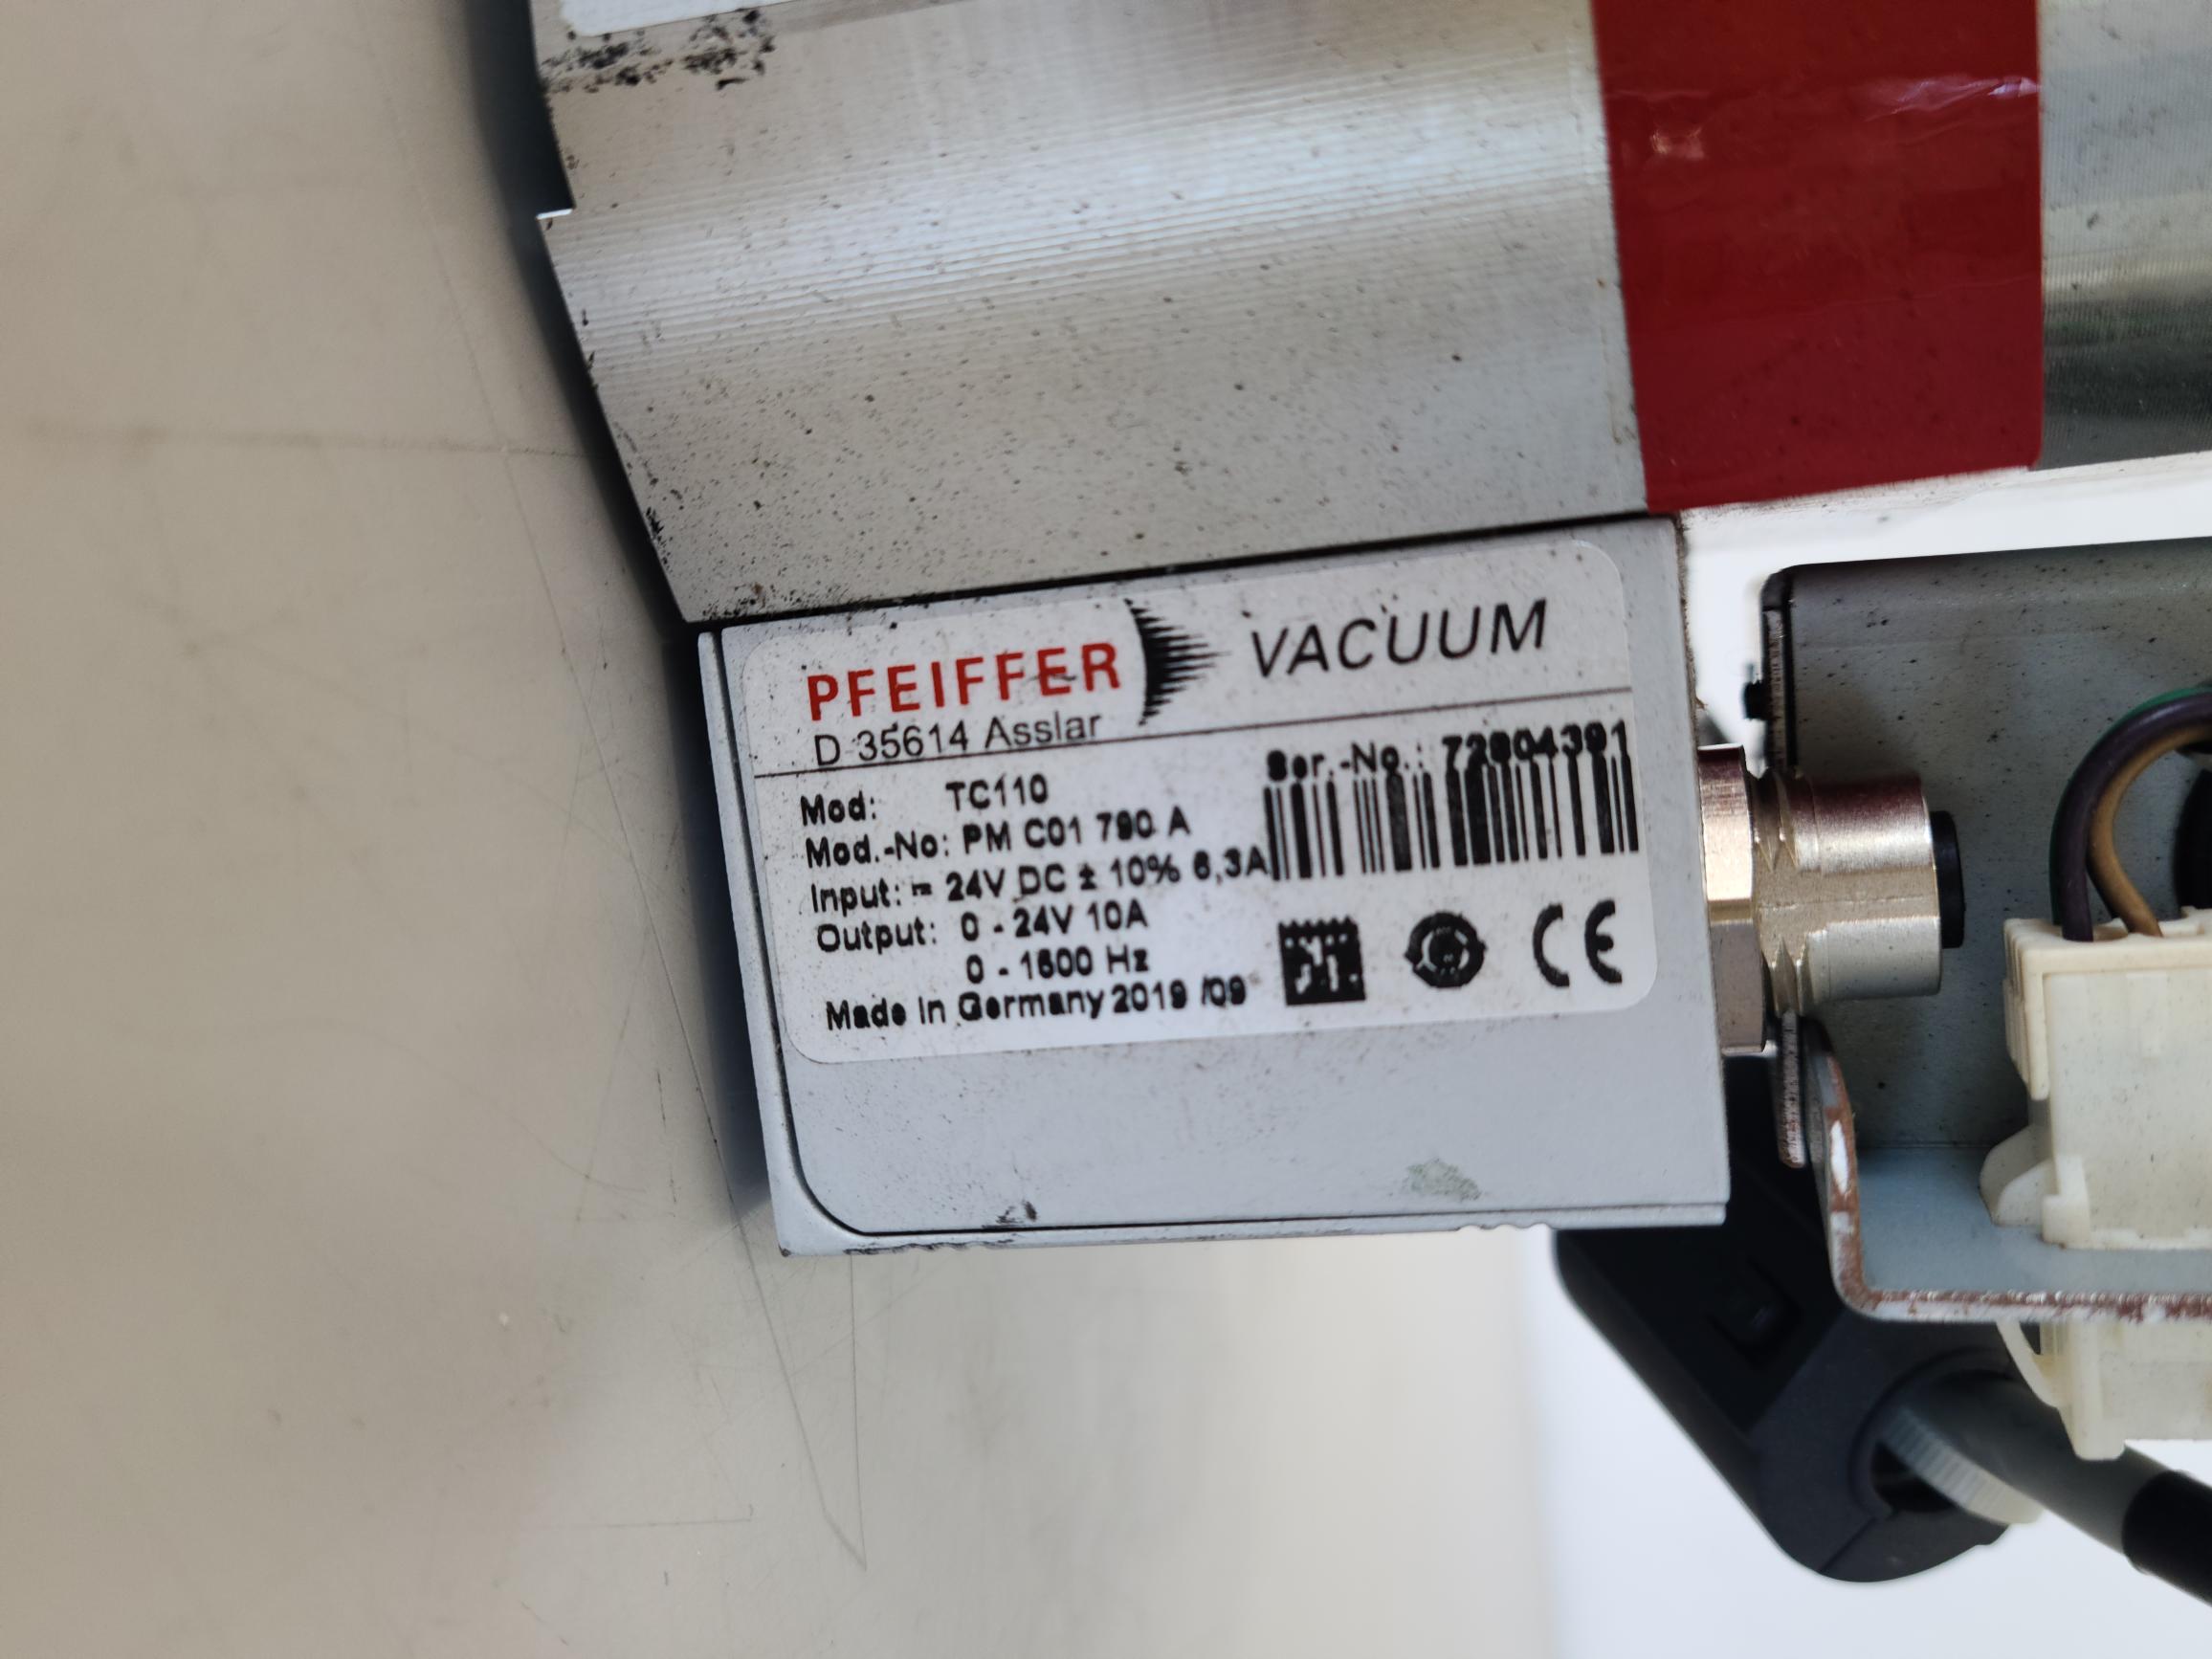 PFEIFFER VACUUM
D 35614 Asslar
Ser.-No.: 72804391
Mod: TC110
Mod.-No: PM C01 790 A
Input: = 24V DC ± 10% 6,3A
Output: 0 - 24V 10A
0 - 1600 Hz
Made in Germany 2019 /09
CE